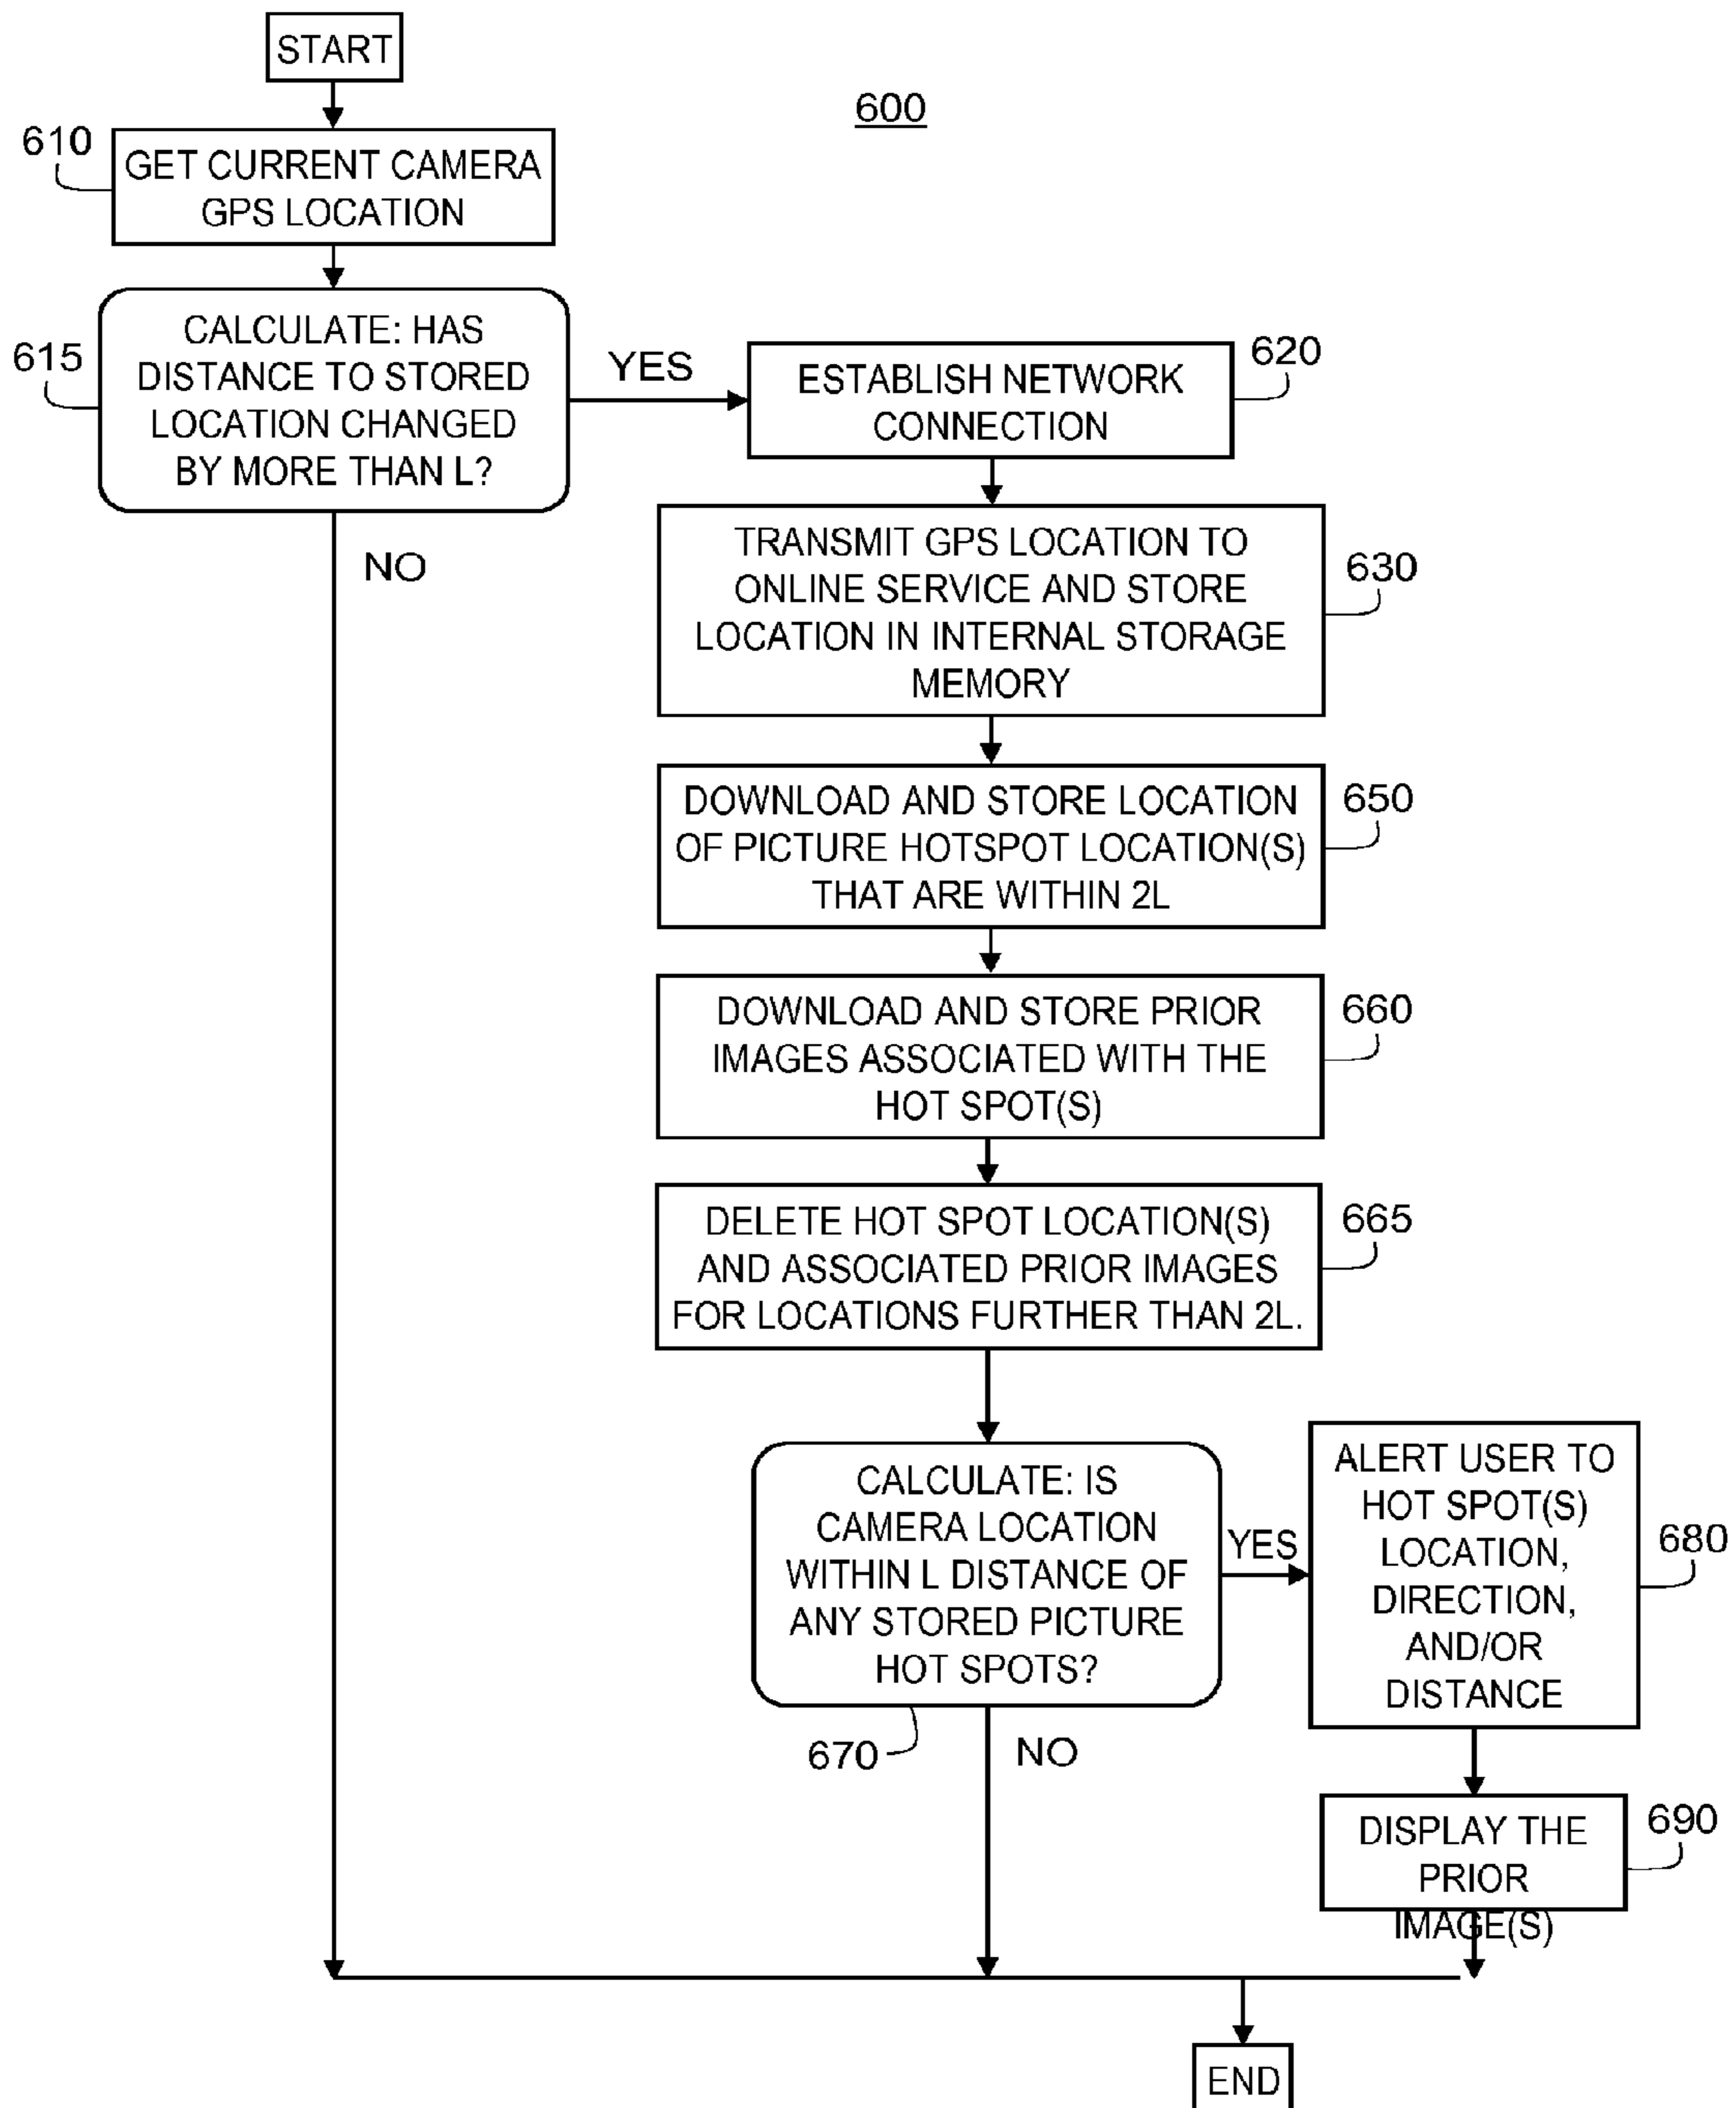 START
600
610
GET CURRENT CAMERA
GPS LOCATION
615
CALCULATE: HAS
DISTANCE TO STORED
LOCATION CHANGED
BY MORE THAN L?
YES
NO
620
ESTABLISH NETWORK
CONNECTION
630
TRANSMIT GPS LOCATION TO
ONLINE SERVICE AND STORE
LOCATION IN INTERNAL STORAGE
MEMORY
650
DOWNLOAD AND STORE LOCATION
OF PICTURE HOTSPOT LOCATION(S)
THAT ARE WITHIN 2L
660
DOWNLOAD AND STORE PRIOR
IMAGES ASSOCIATED WITH THE
HOT SPOT(S)
665
DELETE HOT SPOT LOCATION(S)
AND ASSOCIATED PRIOR IMAGES
FOR LOCATIONS FURTHER THAN 2L.
CALCULATE: IS
CAMERA LOCATION
WITHIN L DISTANCE OF
ANY STORED PICTURE
HOT SPOTS?
670
YES
NO
ALERT USER TO
HOT SPOT(S)
LOCATION,
DIRECTION,
AND/OR
DISTANCE
680
DISPLAY THE
PRIOR
IMAGE(S)
690
END